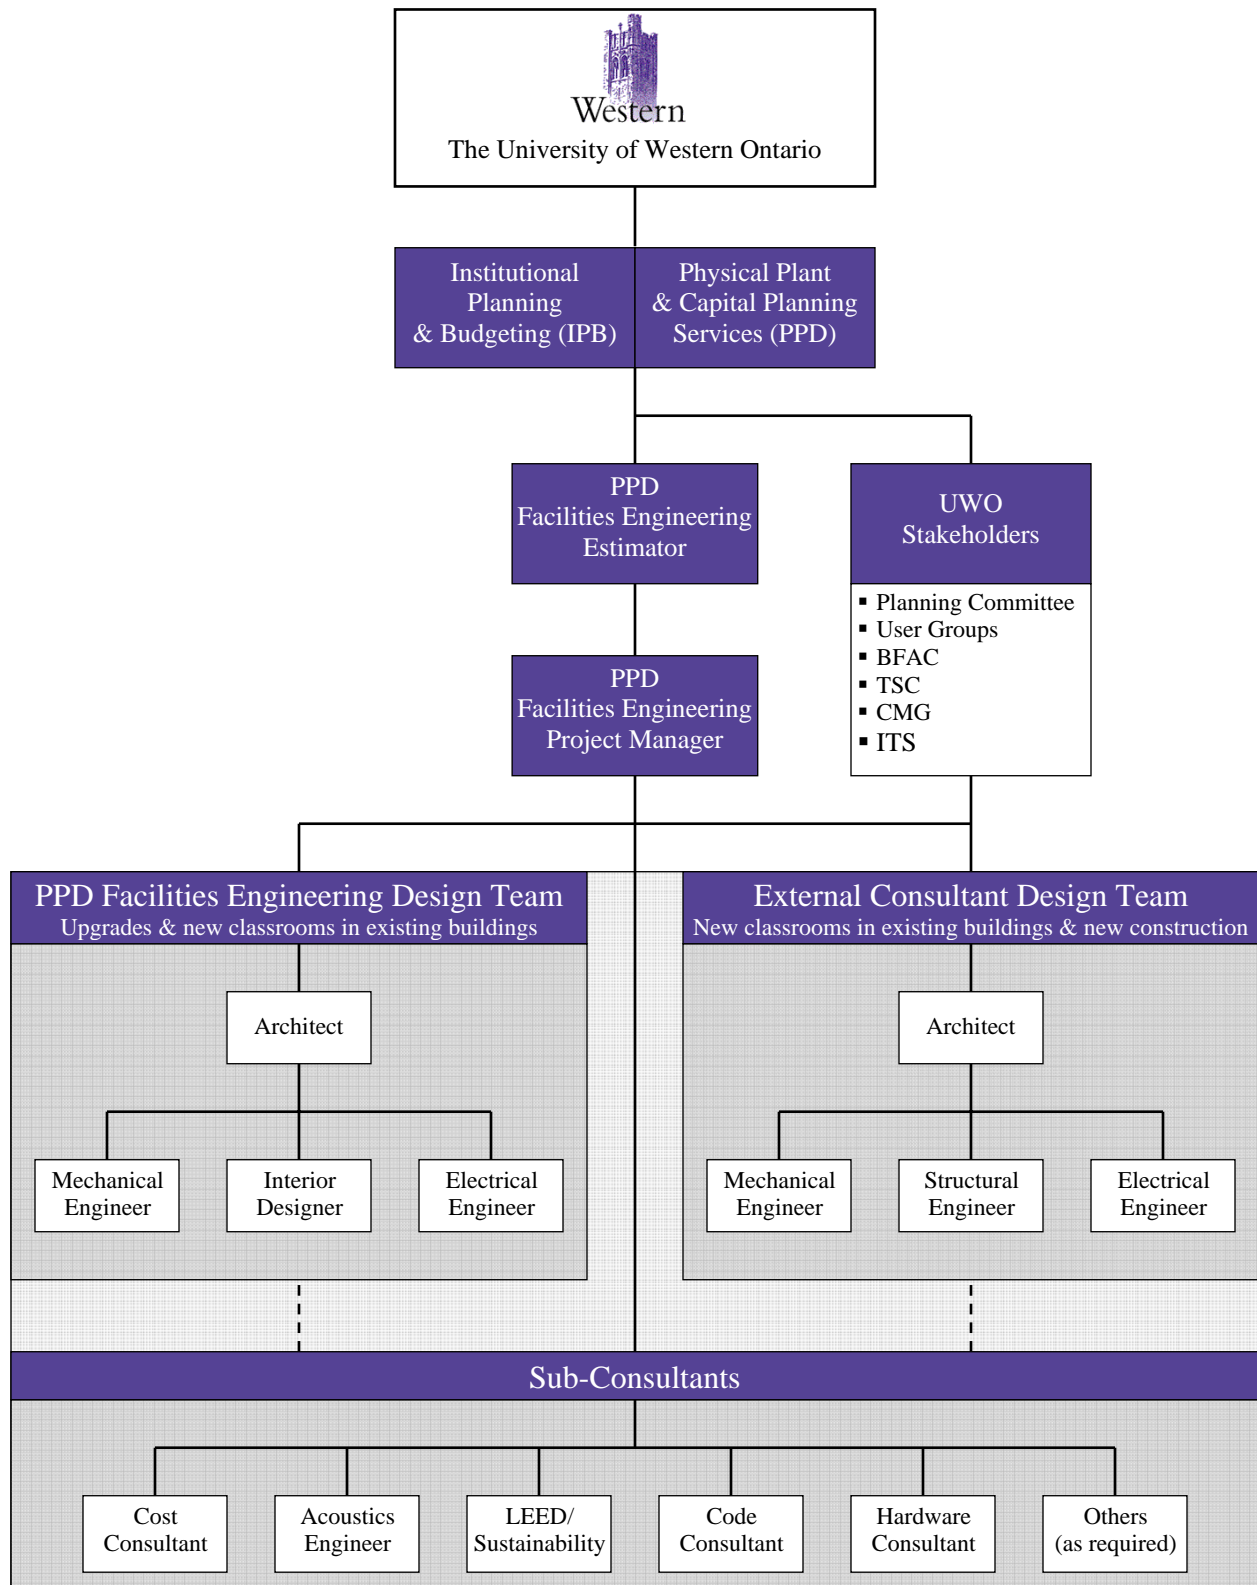 Western
The University of Western Ontario
Institutional
Planning
& Budgeting (IPB)
Physical Plant
& Capital Planning
Services (PPD)
PPD
Facilities Engineering
Estimator
UWO
Stakeholders
▪ Planning Committee
▪ User Groups
▪ BFAC
▪ TSC
▪ CMG
▪ ITS
PPD
Facilities Engineering
Project Manager
PPD Facilities Engineering Design Team
Upgrades & new classrooms in existing buildings
External Consultant Design Team
New classrooms in existing buildings & new construction
Architect
Mechanical
Engineer
Interior
Designer
Electrical
Engineer
Architect
Mechanical
Engineer
Structural
Engineer
Electrical
Engineer
Sub-Consultants
Cost
Consultant
Acoustics
Engineer
LEED/
Sustainability
Code
Consultant
Hardware
Consultant
Others
(as required)